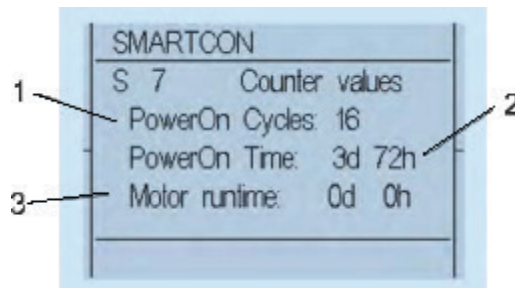 SMARTCON
S 7 Counter values
1 PowerOn Cycles: 16
PowerOn Time: 3d 72h 2
3 Motor runtime: 0d 0h